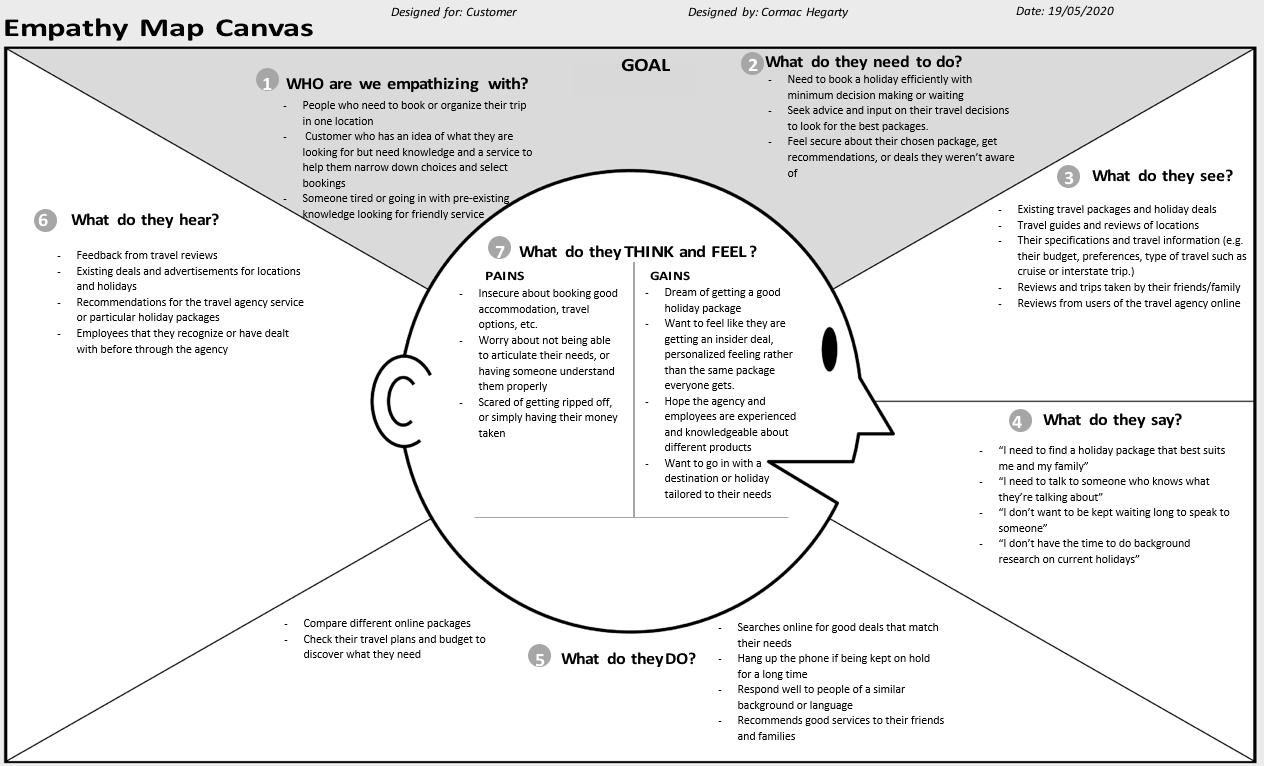 Designed for: Customer
Designed by: Cormac Hegarty
Date: 19/05/2020
Empathy Map Canvas
GOAL
1 WHO are we empathizing with?
- People who need to book or organize their trip
in one location
- Customer who has an idea of what they are
looking for but need knowledge and a service to
help them narrow down choices and select
bookings
- Someone tired or going in with pre-existing
knowledge looking for friendly service
2 What do they need to do?
- Need to book a holiday efficiently with
minimum decision making or waiting
- Seek advice and input on their travel decisions
to look for the best packages.
- Feel secure about their chosen package, get
recommendations, or deals they weren't aware
of
3 What do they see?
- Existing travel packages and holiday deals
- Travel guides and reviews of locations
- Their specifications and travel information (e.g.
their budget, preferences, type of travel such as
cruise or interstate trip.)
- Reviews and trips taken by their friends/family
- Reviews from users of the travel agency online
4 What do they say?
- “I need to find a holiday package that best suits
me and my family”
- “I need to talk to someone who knows what
they’re talking about”
- “I don’t want to be kept waiting long to speak to
someone”
- “I don’t have the time to do background
research on current holidays”
5 What do they DO?
- Compare different online packages
- Check their travel plans and budget to
discover what they need
- Searches online for good deals that match
their needs
- Hang up the phone if being kept on hold
for a long time
- Respond well to people of a similar
background or language
- Recommends good services to their friends
and families
6 What do they hear?
- Feedback from travel reviews
- Existing deals and advertisements for locations
and holidays
- Recommendations for the travel agency service
or particular holiday packages
- Employees that they recognize or have dealt
with before through the agency
7 What do they THINK and FEEL?
PAINS
- Insecure about booking good
accommodation, travel
options, etc.
- Worry about not being able
to articulate their needs, or
having someone understand
them properly
- Scared of getting ripped off,
or simply having their money
taken
GAINS
- Dream of getting a good
holiday package
- Want to feel like they are
getting an insider deal,
personalized feeling rather
than the same package
everyone gets.
- Hope the agency and
employees are experienced
and knowledgeable about
different products
- Want to go in with a
destination or holiday
tailored to their needs